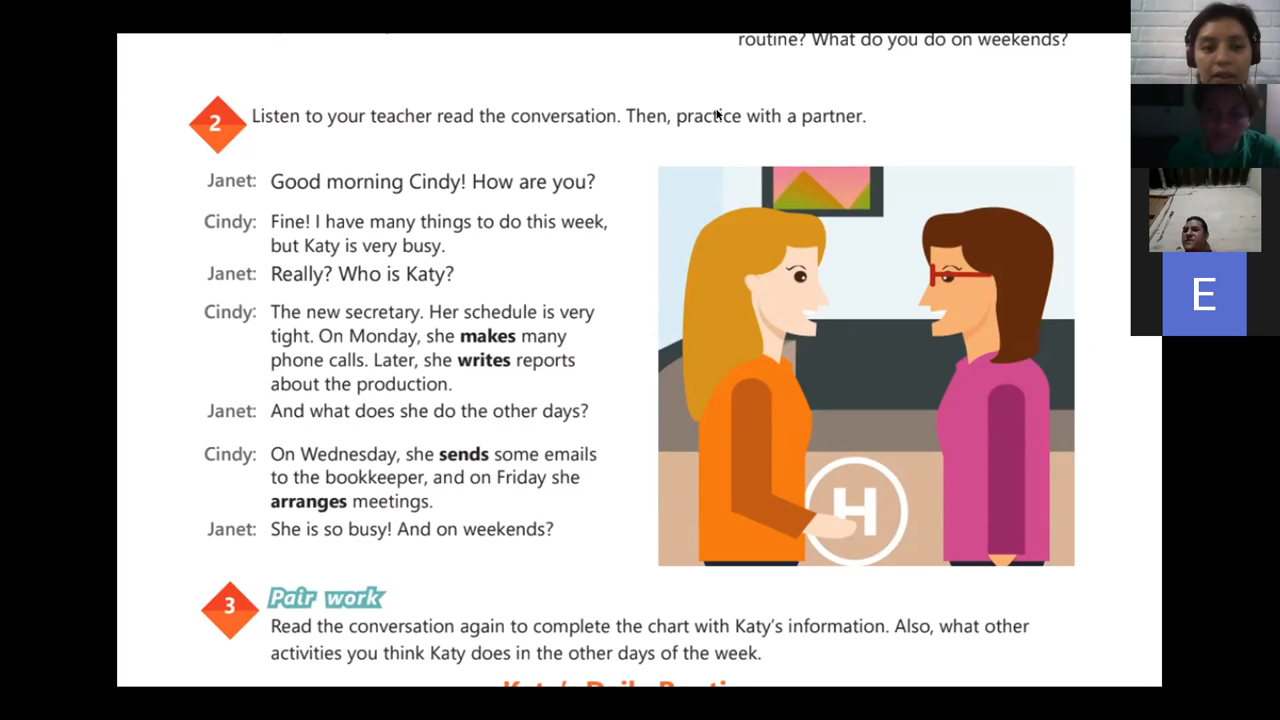 routine? What do you do on weekends?
2
Listen to your teacher read the conversation. Then, practice with a partner.
Janet: Good morning Cindy! How are you?
Cindy: Fine! I have many things to do this week,
but Katy is very busy.
Janet: Really? Who is Katy?
Cindy: The new secretary. Her schedule is very
tight. On Monday, she makes many
phone calls. Later, she writes reports
about the production.
Janet: And what does she do the other days?
Cindy: On Wednesday, she sends some emails
to the bookkeeper, and on Friday she
arranges meetings.
Janet: She is so busy! And on weekends?
H
3
Pair work
Read the conversation again to complete the chart with Katy's information. Also, what other
activities you think Katy does in the other days of the week.
E